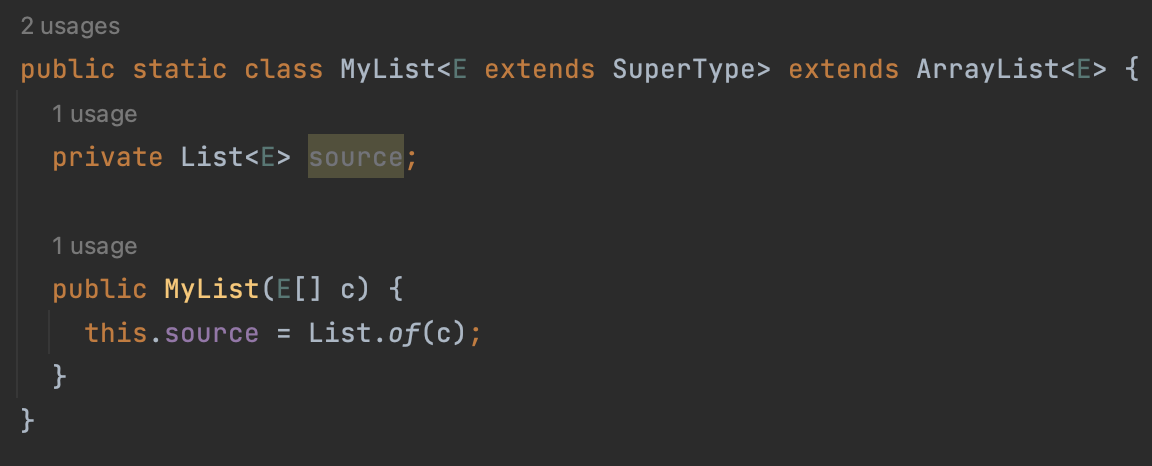 2 usages
public static class MyList<E extends SuperType> extends ArrayList<E> {
1 usage
private List<E> source;
1 usage
public MyList(E[] c) {
this.source = List.of(c);
}
}